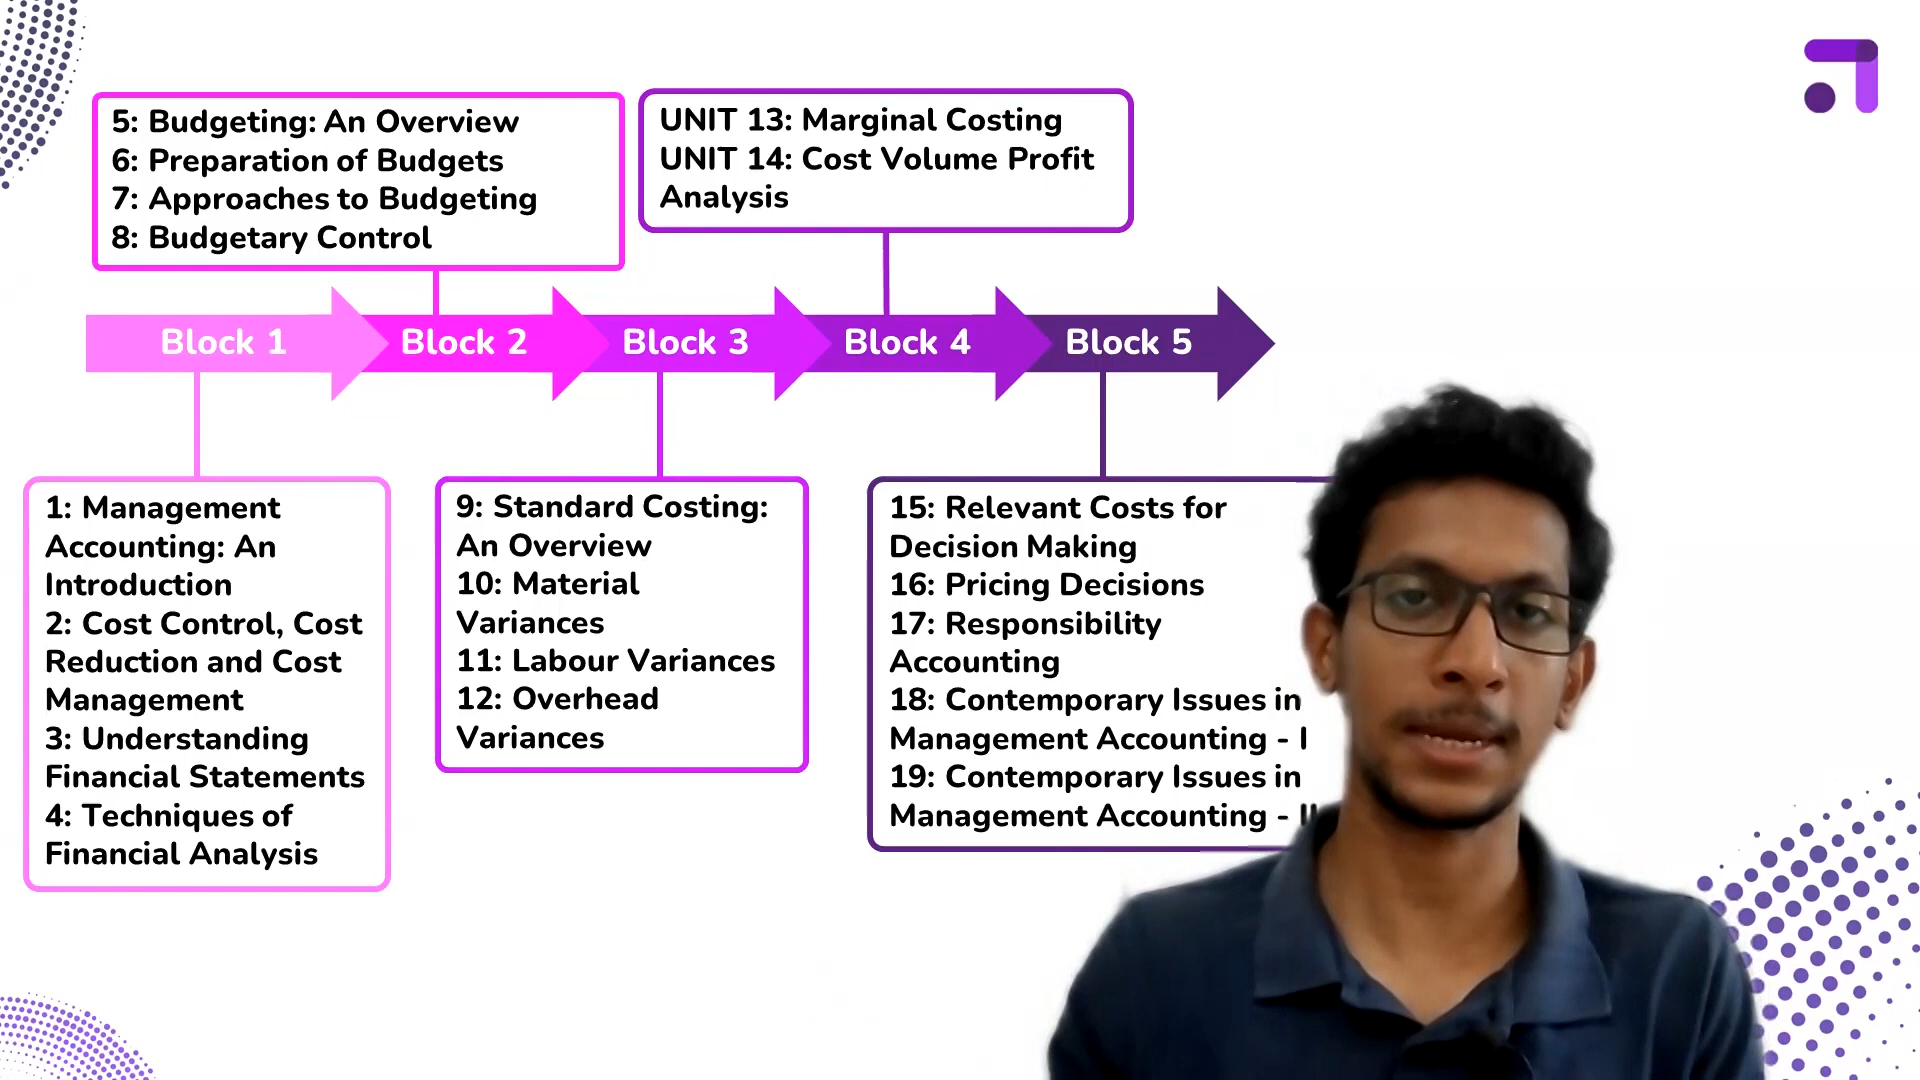 5: Budgeting: An Overview
6: Preparation of Budgets
7: Approaches to Budgeting
8: Budgetary Control
UNIT 13: Marginal Costing
UNIT 14: Cost Volume Profit
Analysis
Block 1
Block 2
Block 3
Block 4
Block 5
1: Management
Accounting: An
Introduction
2: Cost Control, Cost
Reduction and Cost
Management
3: Understanding
Financial Statements
4: Techniques of
Financial Analysis
9: Standard Costing:
An Overview
10: Material
Variances
11: Labour Variances
12: Overhead
Variances
15: Relevant Costs for
Decision Making
16: Pricing Decisions
17: Responsibility
Accounting
18: Contemporary Issues in
Management Accounting - I
19: Contemporary Issues in
Management Accounting - II